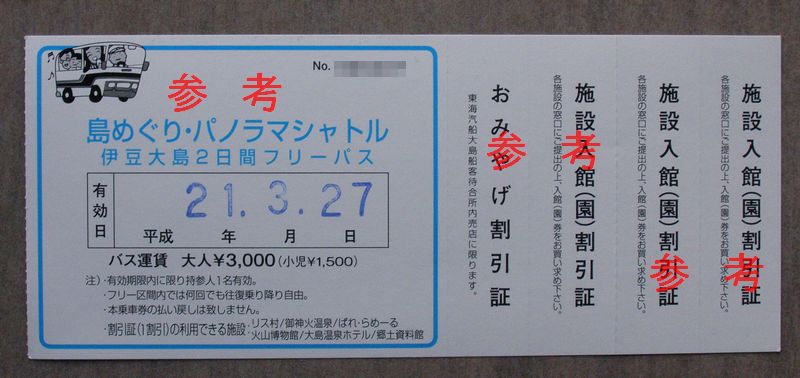 No.
参考
島めぐり・パノラマシャトル
伊豆大島2日間フリーパス
有効日
21.3.27
平成 年 月 日
バス運賃 大人¥3,000(小児¥1,500)
注)・有効期限内に限り持参人1名有効。
・フリー区間内では何回でも往復乗り降り自由。
・本乗車券の払い戻しは致しません。
・割引証(1割引)の利用できる施設:リス村/御神火温泉/ぱれ・らめーる
火山博物館/大島温泉ホテル/郷土資料館
おみやげ割引証
東海汽船大島船客待合所内売店に限ります。
参考
施設入館(園)割引証
各施設の窓口にご提出の上、入館(園)券をお買い求め下さい。
施設入館(園)割引証
各施設の窓口にご提出の上、入館(園)券をお買い求め下さい。
施設入館(園)割引証
各施設の窓口にご提出の上、入館(園)券をお買い求め下さい。
参考